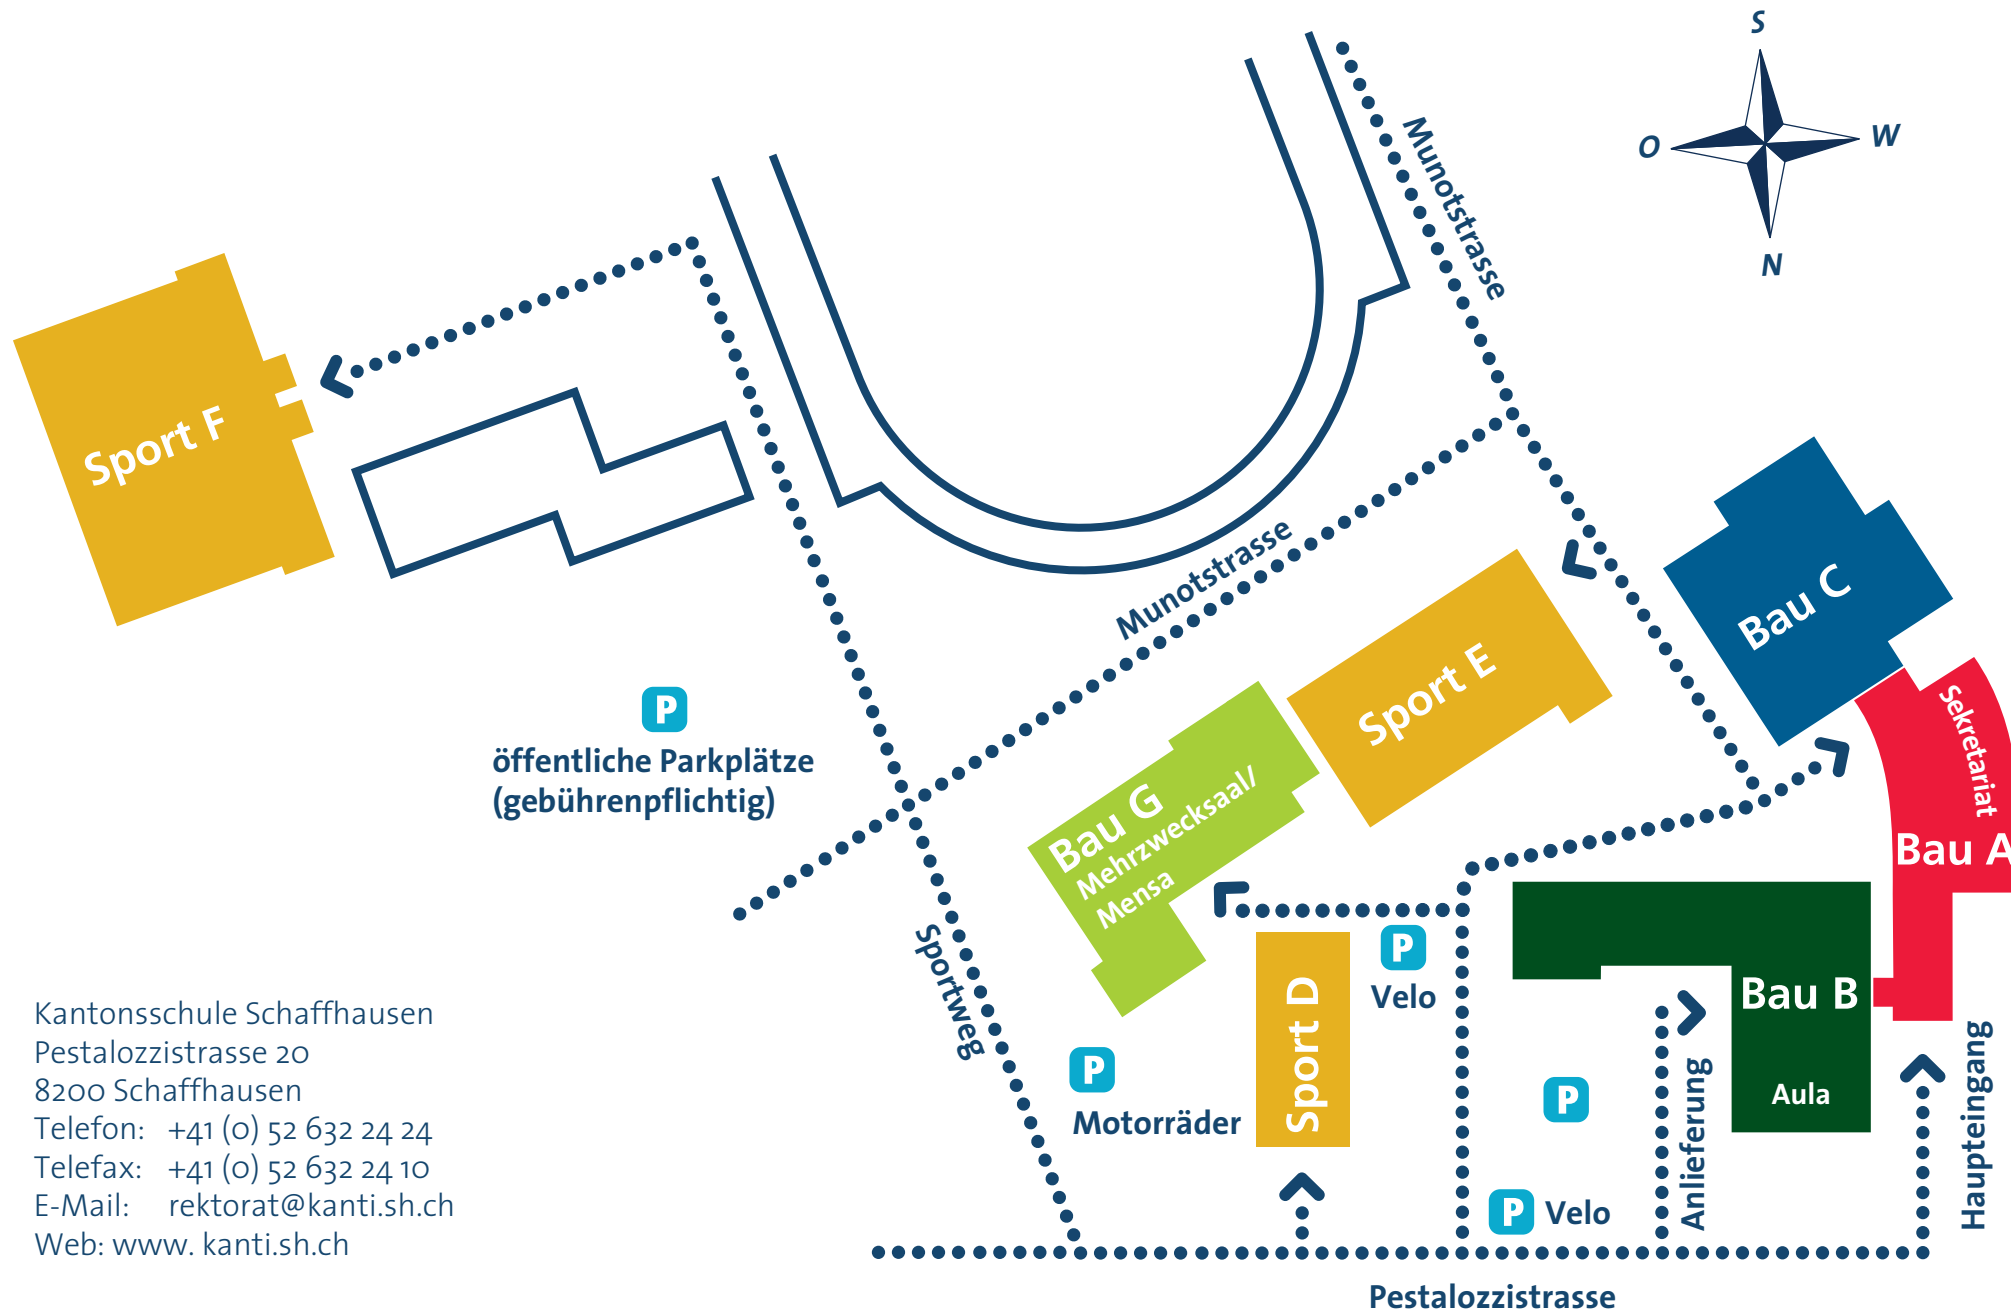 S
O
W
N
Munotstrasse
Sport F
Munotstrasse
Bau C
Sport E
Sekretariat
P
öffentliche Parkplätze
(gebührenpflichtig)
Bau G
Mehrzwecksaal/
Mensa
Bau A
Sportweg
P
Velo
Sport D
Bau B
Aula
Kantonsschule Schaffhausen
Pestalozzistrasse 20
8200 Schaffhausen
Telefon: +41 (0) 52 632 24 24
Telefax: +41 (0) 52 632 24 10
E-Mail: rektorat@kanti.sh.ch
Web: www. kanti.sh.ch
P
Motorräder
P
Anlieferung
Haupteingang
P Velo
Pestalozzistrasse